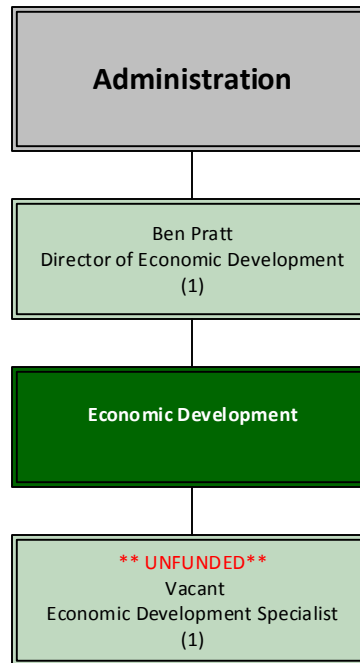 Administration
Ben Pratt
Director of Economic Development
(1)
Economic Development
** UNFUNDED**
Vacant
Economic Development Specialist
(1)